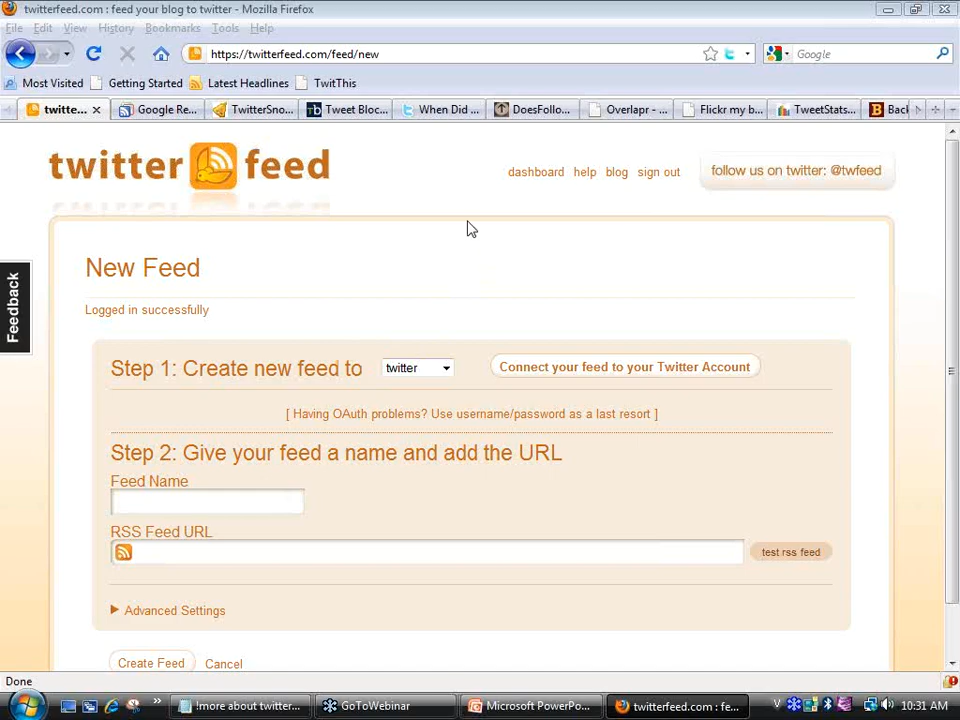 twitterfeed.com : feed your blog to twitter - Mozilla Firefox
File Edit View History Bookmarks Tools Help
https://twitterfeed.com/feed/new
Google
Most Visited Getting Started Latest Headlines TwitThis
twitte... Google Re... TwitterSno... Tweet Bloc... When Did ... DoesFollo... Overlapr - ... Flickr my b... TweetStats... Back
twitter feed
dashboard help blog sign out follow us on twitter: @twfeed
Feedback
New Feed
Logged in successfully
Step 1: Create new feed to twitter Connect your feed to your Twitter Account
[ Having OAuth problems? Use username/password as a last resort ]
Step 2: Give your feed a name and add the URL
Feed Name
RSS Feed URL
test rss feed
Advanced Settings
Create Feed Cancel
Done
!more about twitter... GoToWebinar Microsoft PowerPo... twitterfeed.com : fe... 10:31 AM